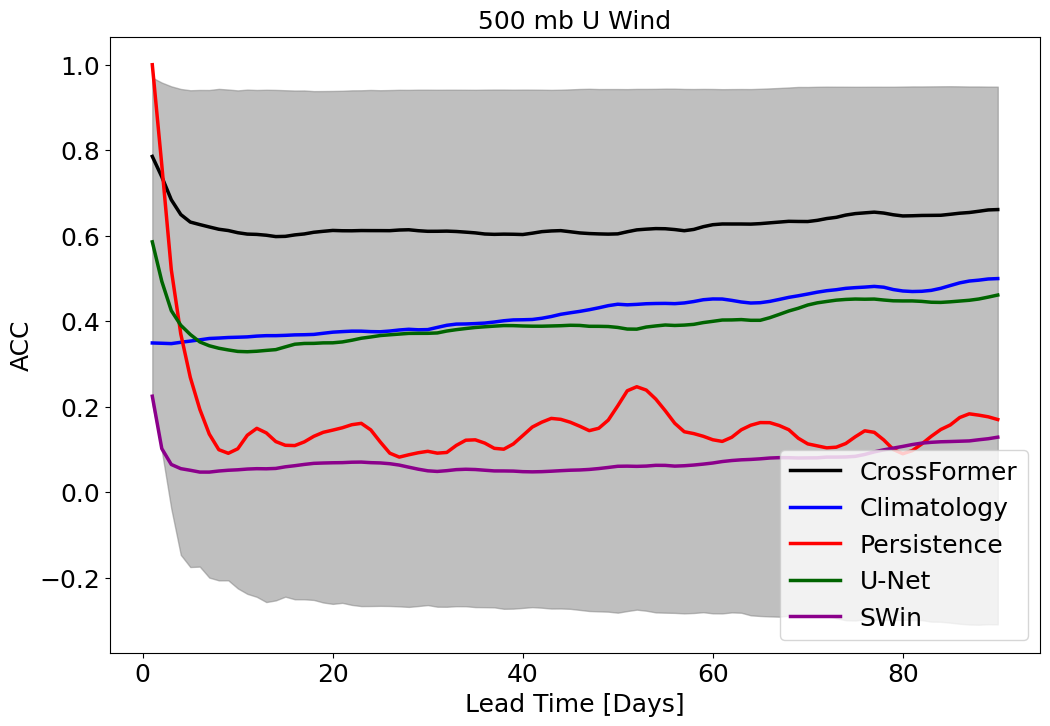 500 mb U Wind
1.0
0.8
0.6
0.4
0.2
0.0
−0.2
ACC
0
20
40
60
80
Lead Time [Days]
CrossFormer
Climatology
Persistence
U-Net
SWin